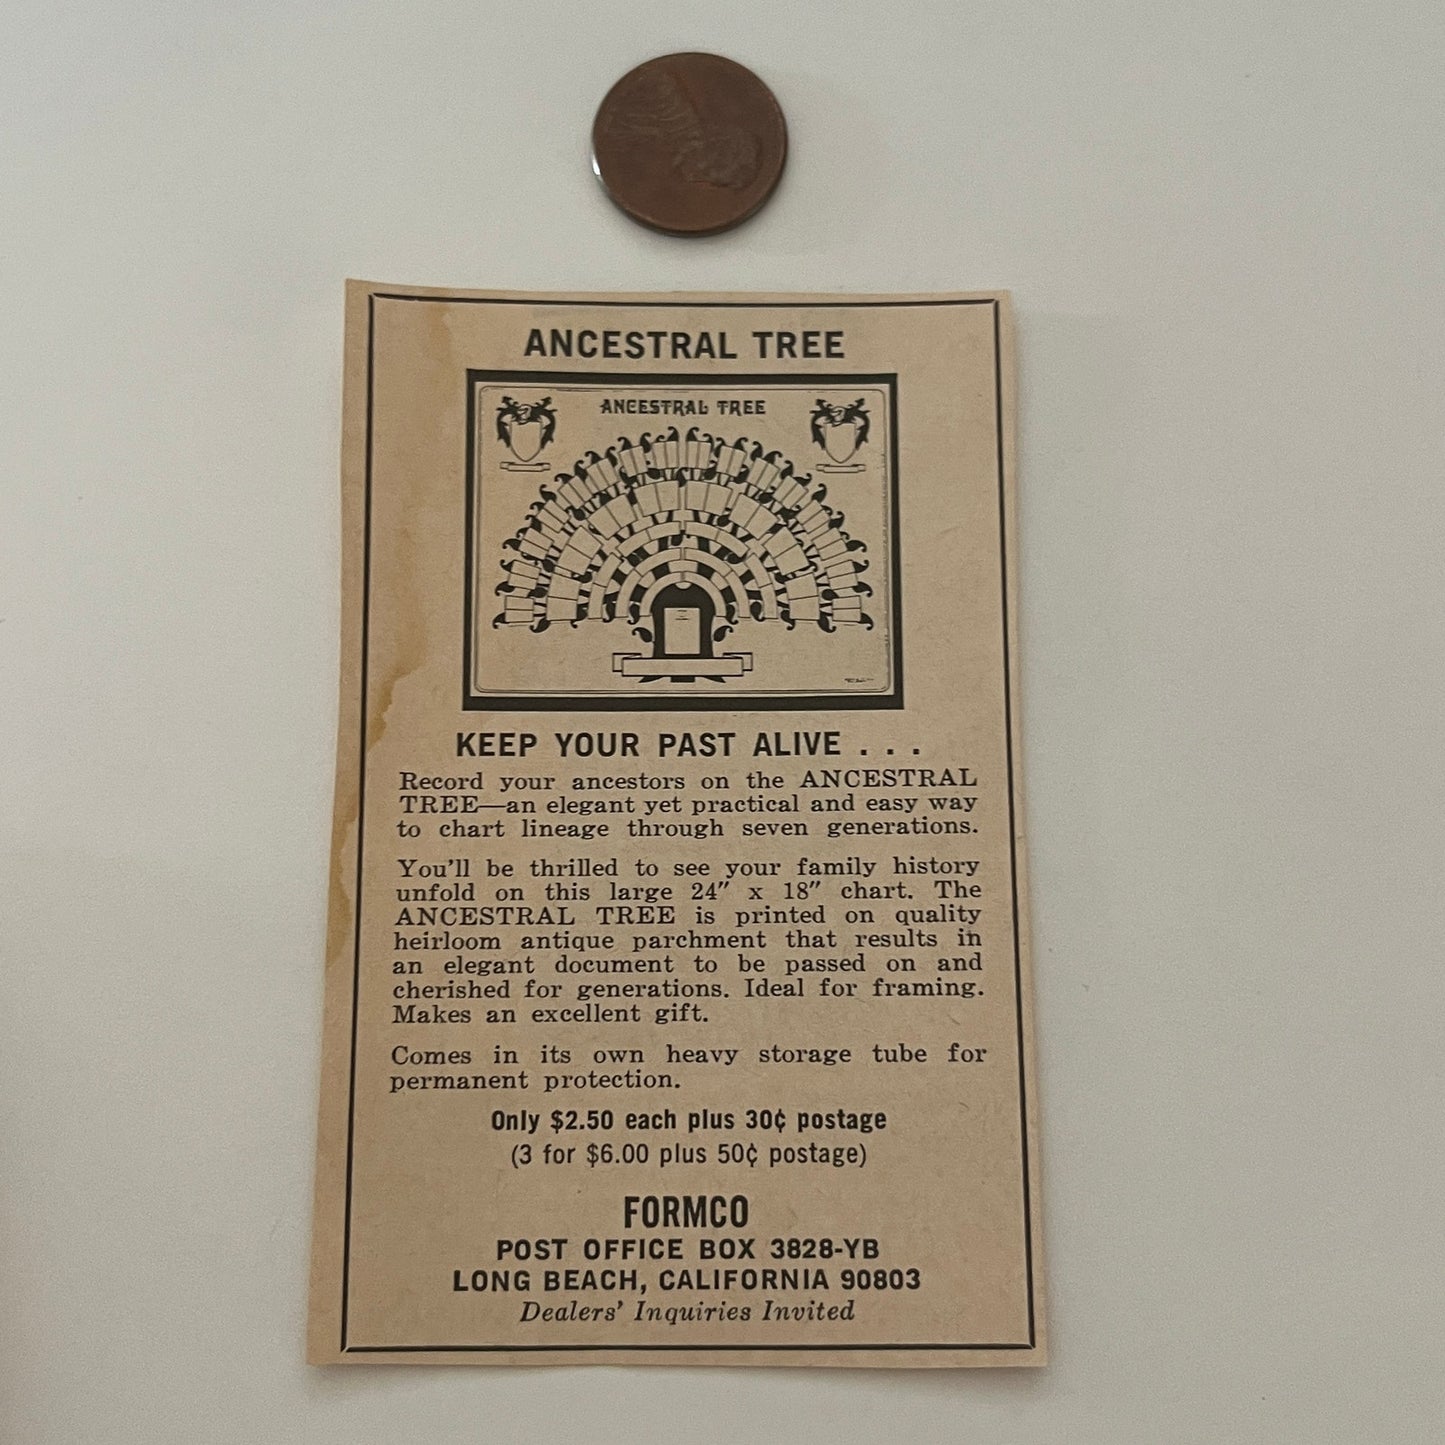 ANCESTRAL TREE
ANCESTRAL TREE
KEEP YOUR PAST ALIVE . . .
Record your ancestors on the ANCESTRAL
TREE—an elegant yet practical and easy way
to chart lineage through seven generations.
You'll be thrilled to see your family history
unfold on this large 24″ x 18″ chart. The
ANCESTRAL TREE is printed on quality
heirloom antique parchment that results in
an elegant document to be passed on and
cherished for generations. Ideal for framing.
Makes an excellent gift.
Comes in its own heavy storage tube for
permanent protection.
Only $2.50 each plus 30¢ postage
(3 for $6.00 plus 50¢ postage)
FORMCO
POST OFFICE BOX 3828-YB
LONG BEACH, CALIFORNIA 90803
Dealers' Inquiries Invited